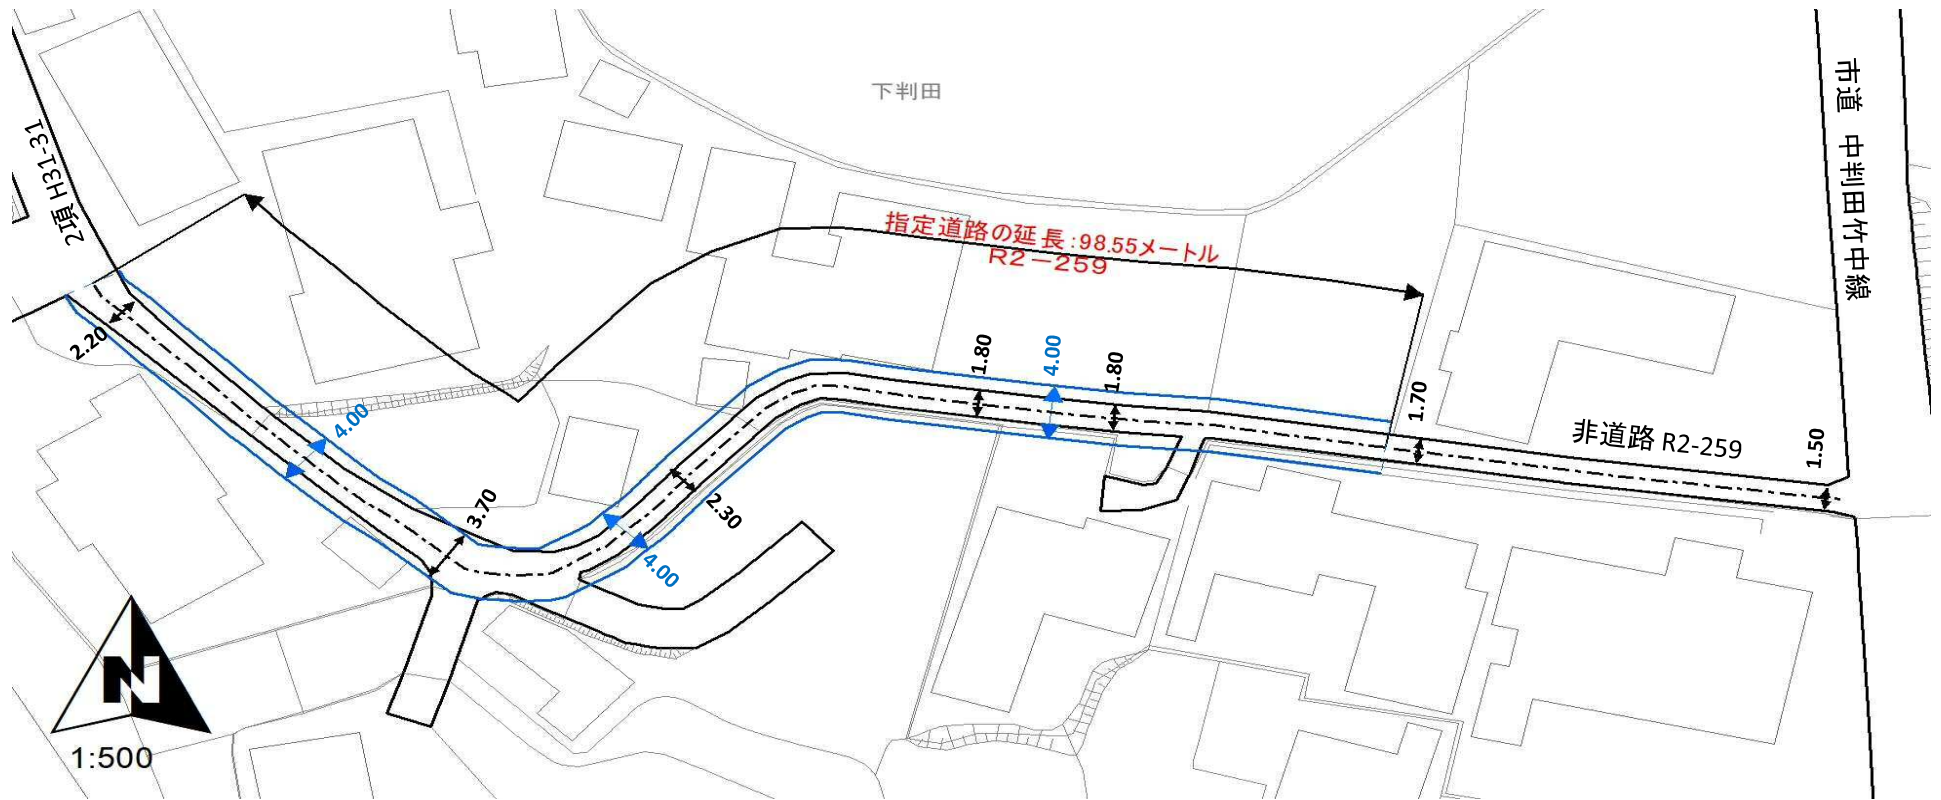 下判田
市道 中判田竹中線
2項 H31-31
指定道路の延長:98.55メートル
R2-259
2.20
4.00
3.70
2.30
4.00
1.80
4.00
1.80
1.70
非道路 R2-259
1.50
N
1:500